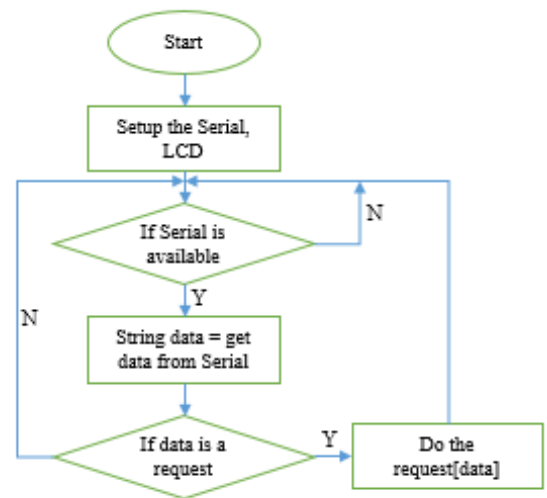 Start
Setup the Serial,
LCD
If Serial is
available
N
Y
String data = get
data from Serial
N
If data is a
request
Y
Do the
request[data]